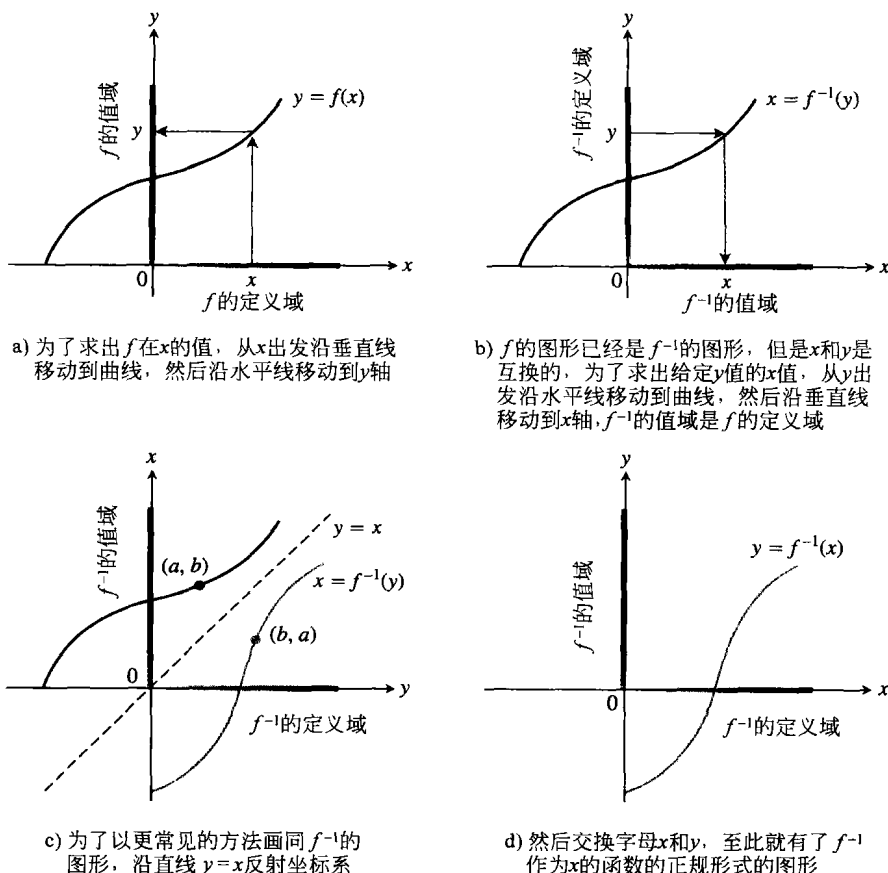 y
f的值域
y = f(x)
y
0
x
x
f的定义域
a) 为了求出f在x的值，从x出发沿垂直线
移动到曲线，然后沿水平线移动到y轴
y
f⁻¹的定义域
x = f⁻¹(y)
y
0
x
x
f⁻¹的值域
b) f的图形已经是f⁻¹的图形，但是x和y是
互换的，为了求出给定y值的x值，从y出
发沿水平线移动到曲线，然后沿垂直线
移动到x轴,f⁻¹的值域是f的定义域
x
f⁻¹的值域
y = x
(a, b)
x = f⁻¹(y)
(b, a)
0
y
f⁻¹的定义域
c) 为了以更常见的方法画同f⁻¹的
图形，沿直线 y=x反射坐标系
y
f⁻¹的值域
y = f⁻¹(x)
0
x
f⁻¹的定义域
d) 然后交换字母x和y，至此就有了f⁻¹
作为x的函数的正规形式的图形